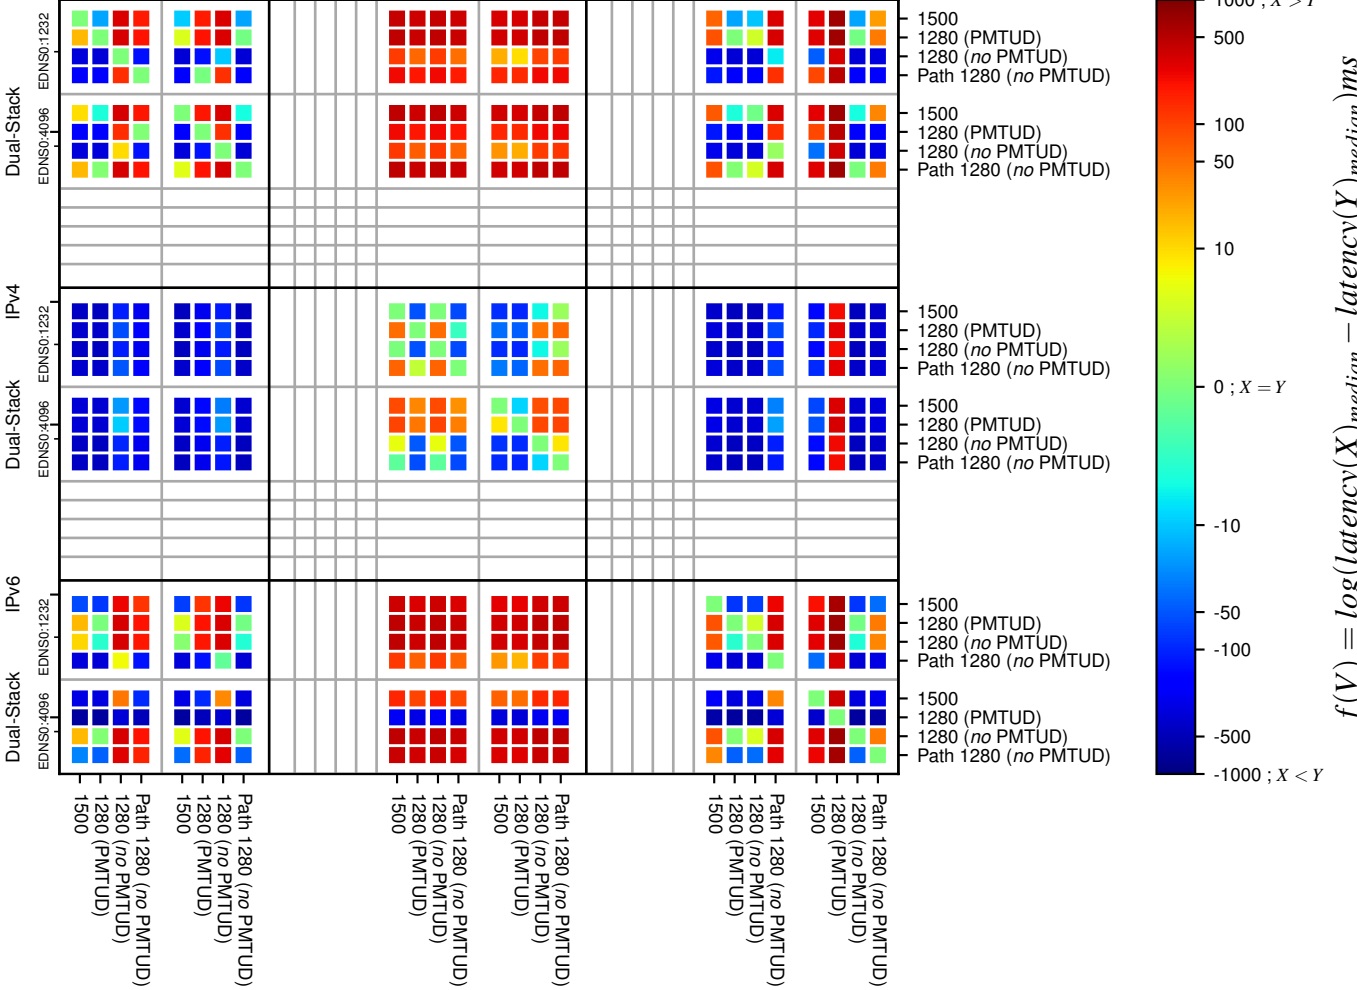 1000 ; X > Y
500
100
50
10
0 ; X = Y
-10
-50
-100
-500
-1000 ; X < Y
f(V) = log(latency(X)median − latency(Y)median)ms
Dual-Stack
EDNS0:1232
1500
1280 (PMTUD)
1280 (no PMTUD)
Path 1280 (no PMTUD)
EDNS0:4096
1500
1280 (PMTUD)
1280 (no PMTUD)
Path 1280 (no PMTUD)
IPv4
Dual-Stack
EDNS0:1232
1500
1280 (PMTUD)
1280 (no PMTUD)
Path 1280 (no PMTUD)
EDNS0:4096
1500
1280 (PMTUD)
1280 (no PMTUD)
Path 1280 (no PMTUD)
IPv6
Dual-Stack
EDNS0:1232
1500
1280 (PMTUD)
1280 (no PMTUD)
Path 1280 (no PMTUD)
EDNS0:4096
1500
1280 (PMTUD)
1280 (no PMTUD)
Path 1280 (no PMTUD)
1500
1280 (PMTUD)
1280 (no PMTUD)
Path 1280 (no PMTUD)
1500
1280 (PMTUD)
1280 (no PMTUD)
Path 1280 (no PMTUD)
1500
1280 (PMTUD)
1280 (no PMTUD)
Path 1280 (no PMTUD)
1500
1280 (PMTUD)
1280 (no PMTUD)
Path 1280 (no PMTUD)
1500
1280 (PMTUD)
1280 (no PMTUD)
Path 1280 (no PMTUD)
1500
1280 (PMTUD)
1280 (no PMTUD)
Path 1280 (no PMTUD)